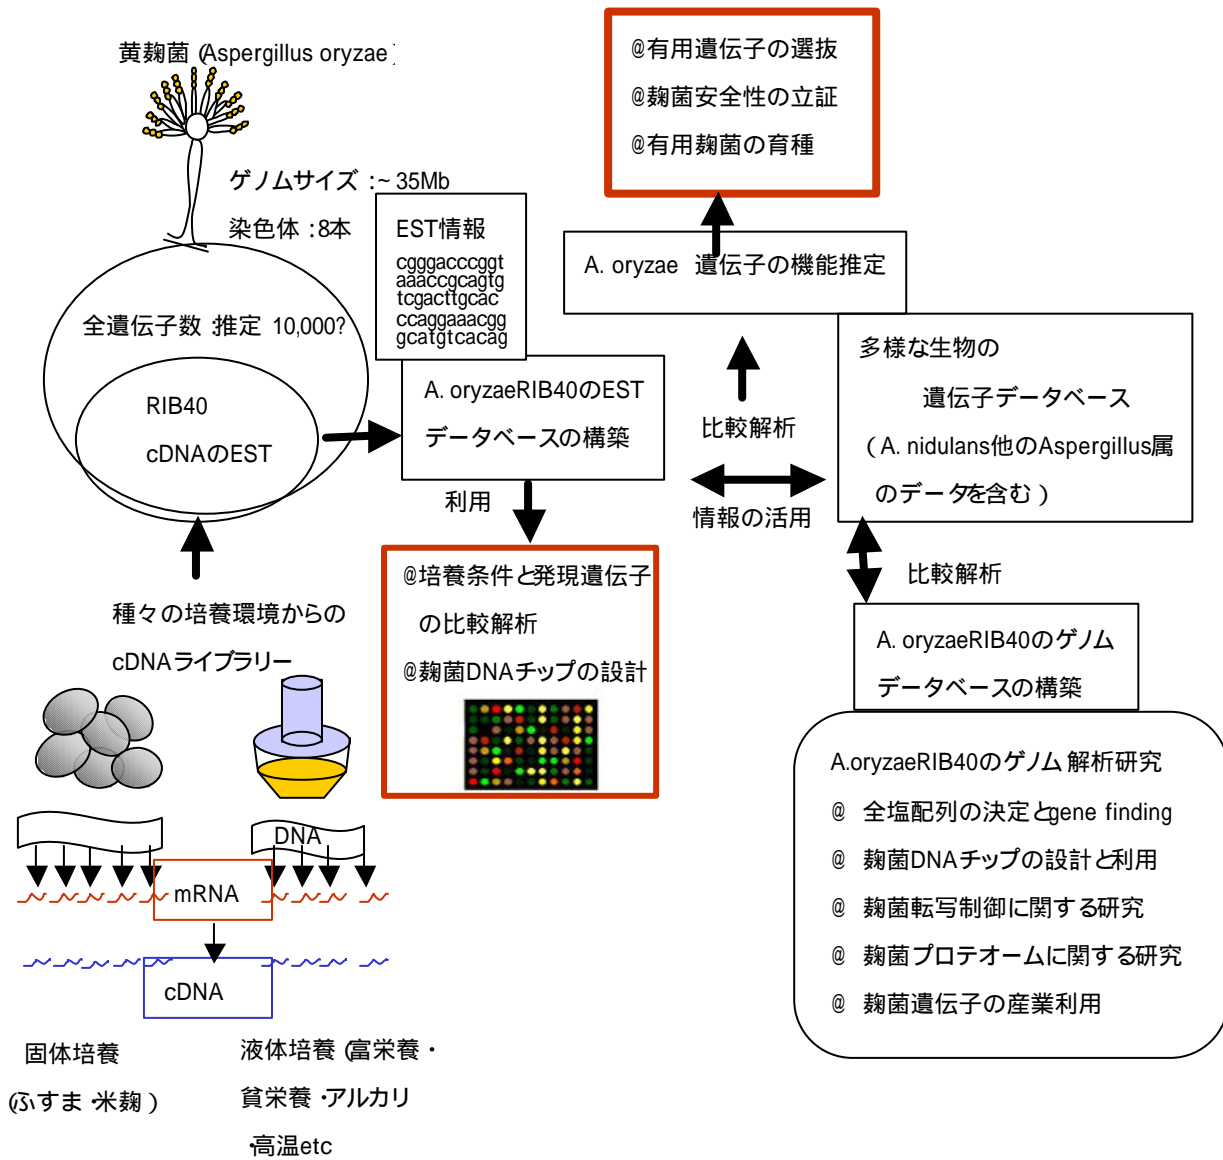 黄麹菌 (Aspergillus oryzae)
ゲノムサイズ :~ 35Mb
染色体 :8本
全遺伝子数 :推定 10,000?
RIB40
cDNAのEST
EST情報
cgggacccggt
aaaccgcagtg
tcgacttgcac
ccaggaaacgg
gcatgtcacag
A. oryzaeRIB40のEST
データベースの構築
利用
@培養条件と発現遺伝子
の比較解析
@麹菌DNAチップの設計
種々の培養環境からの
cDNAライブラリー
DNA
mRNA
cDNA
固体培養
(ふすま・米麹)
液体培養 (富栄養・
貧栄養・アルカリ
・高温etc
@有用遺伝子の選抜
@麹菌安全性の立証
@有用麹菌の育種
A. oryzae 遺伝子の機能推定
比較解析
情報の活用
多様な生物の
遺伝子データベース
(A. nidulans他のAspergillus属
のデータを含む)
比較解析
A. oryzaeRIB40のゲノム
データベースの構築
A.oryzaeRIB40のゲノム解析研究
@ 全塩配列の決定とgene finding
@ 麹菌DNAチップの設計と利用
@ 麹菌転写制御に関する研究
@ 麹菌プロテオームに関する研究
@ 麹菌遺伝子の産業利用